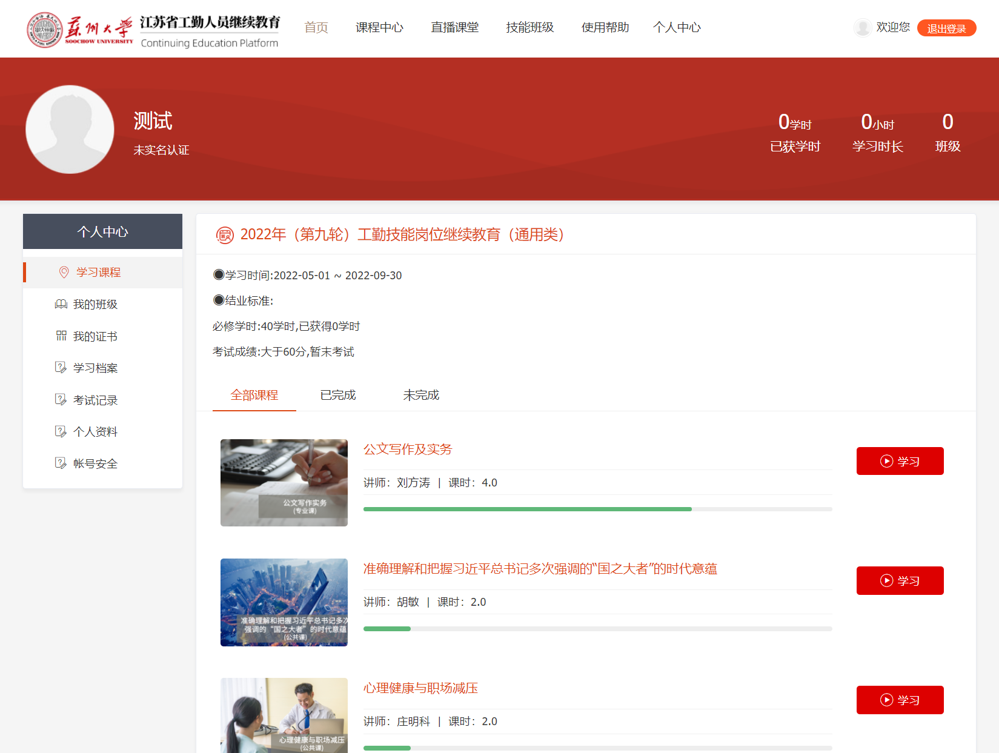 蘇州大学
SOOCHOW UNIVERSITY
江苏省工勤人员继续教育
Continuing Education Platform
首页
课程中心
直播课堂
技能班级
使用帮助
个人中心
欢迎您
退出登录
测试
未实名认证
0学时
已获学时
0小时
学习时长
0
班级
个人中心
学习课程
我的班级
我的证书
学习档案
考试记录
个人资料
帐号安全
2022年（第九轮）工勤技能岗位继续教育（通用类）
◉学习时间:2022-05-01 ~ 2022-09-30
◉结业标准:
必修学时:40学时,已获得0学时
考试成绩:大于60分,暂末考试
全部课程
已完成
未完成
公文写作实务
(专业课)
公文写作及实务
讲师：刘方涛 | 课时：4.0
学习
准确理解和把握习近平总书记多次
强调的“国之大者”的时代意蕴
(公共课)
准确理解和把握习近平总书记多次强调的“国之大者”的时代意蕴
讲师：胡敏 | 课时：2.0
学习
心理健康与职场减压
(公共课)
心理健康与职场减压
讲师：庄明科 | 课时：2.0
学习